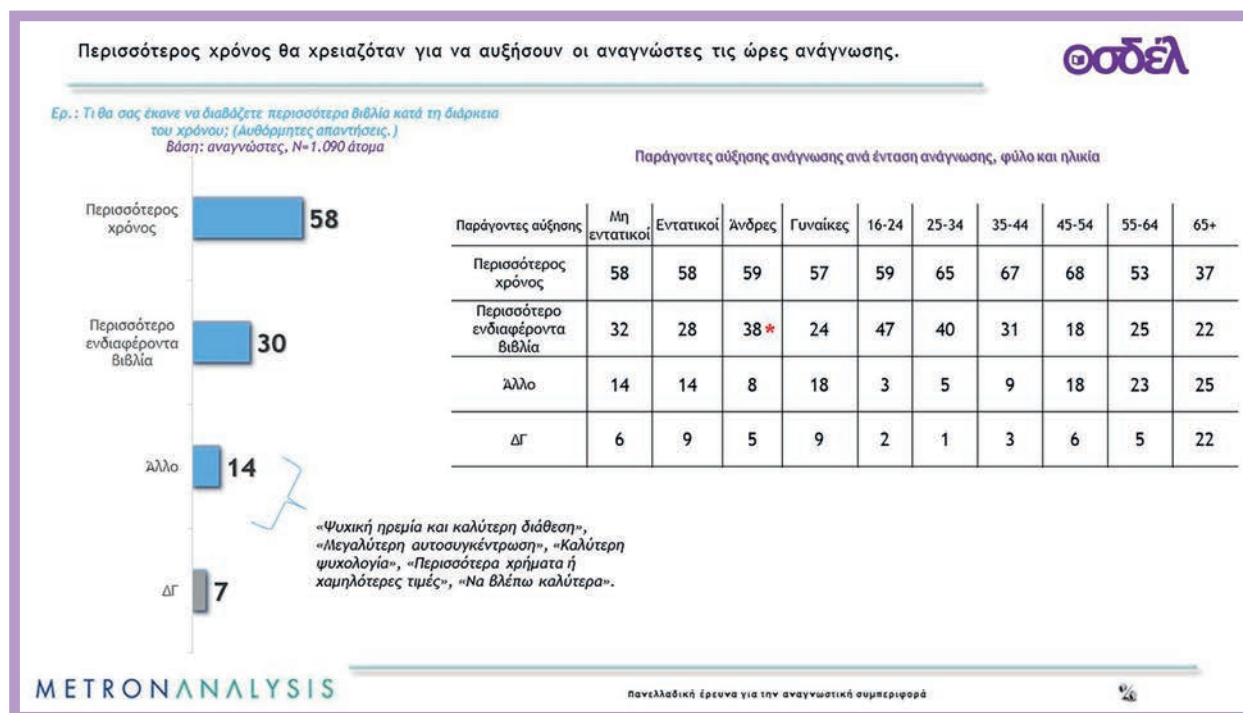 Περισσότερος χρόνος θα χρειαζόταν για να αυξήσουν οι αναγνώστες τις ώρες ανάγνωσης.
οσδέλ
Ερ.: Τι θα σας έκανε να διαβάζετε περισσότερα βιβλία κατά τη διάρκεια
του χρόνου; (Αυθόρμητες απαντήσεις.)
Βάση: αναγνώστες, N=1.090 άτομα
Περισσότερος
χρόνος
58
Περισσότερο
ενδιαφέροντα
βιβλία
30
Άλλο
14
ΔΓ
7
«Ψυχική ηρεμία και καλύτερη διάθεση»,
«Μεγαλύτερη αυτοσυγκέντρωση», «Καλύτερη
ψυχολογία», «Περισσότερα χρήματα ή
χαμηλότερες τιμές», «Να βλέπω καλύτερα».
Παράγοντες αύξησης ανάγνωσης ανά ένταση ανάγνωσης, φύλο και ηλικία
Παράγοντες αύξησης Μη εντατικοί Εντατικοί Άνδρες Γυναίκες 16-24 25-34 35-44 45-54 55-64 65+
Περισσότερος χρόνος 58 58 59 57 59 65 67 68 53 37
Περισσότερο ενδιαφέροντα βιβλία 32 28 38* 24 47 40 31 18 25 22
Άλλο 14 14 8 18 3 5 9 18 23 25
ΔΓ 6 9 5 9 2 1 3 6 5 22
METRONANALYSIS
Πανελλαδική έρευνα για την αναγνωστική συμπεριφορά
%